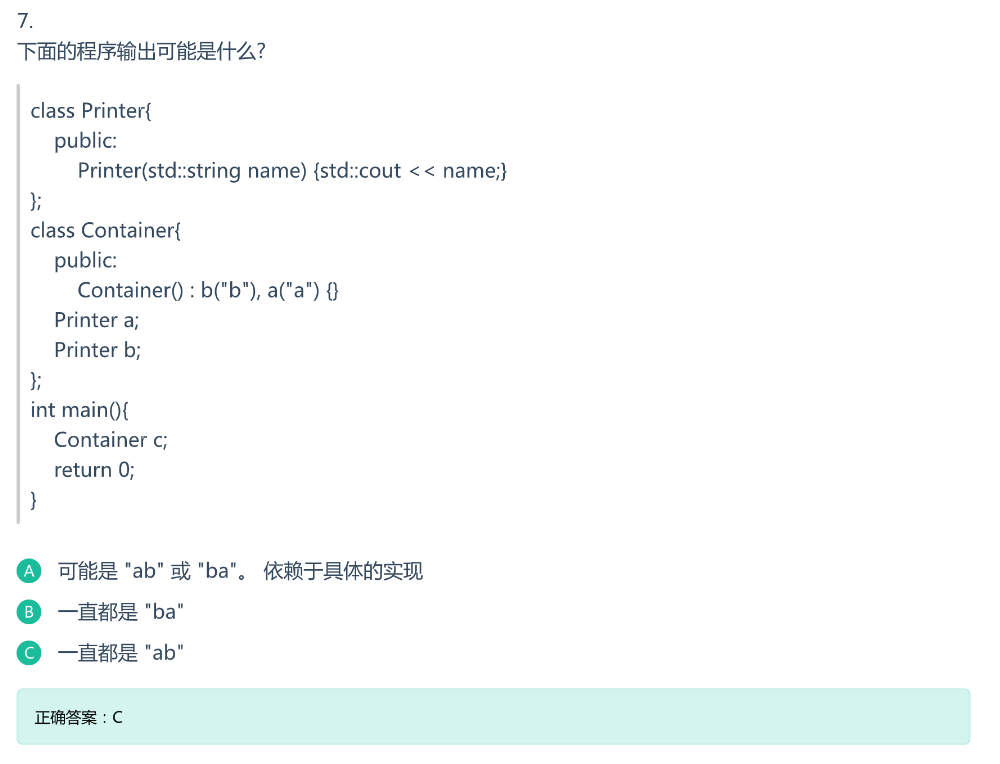 7.
下面的程序输出可能是什么?
class Printer{
public:
Printer(std::string name) {std::cout << name;}
};
class Container{
public:
Container() : b("b"), a("a") {}
Printer a;
Printer b;
};
int main(){
Container c;
return 0;
}
A 可能是 "ab" 或 "ba"。 依赖于具体的实现
B 一直都是 "ba"
C 一直都是 "ab"
正确答案：C